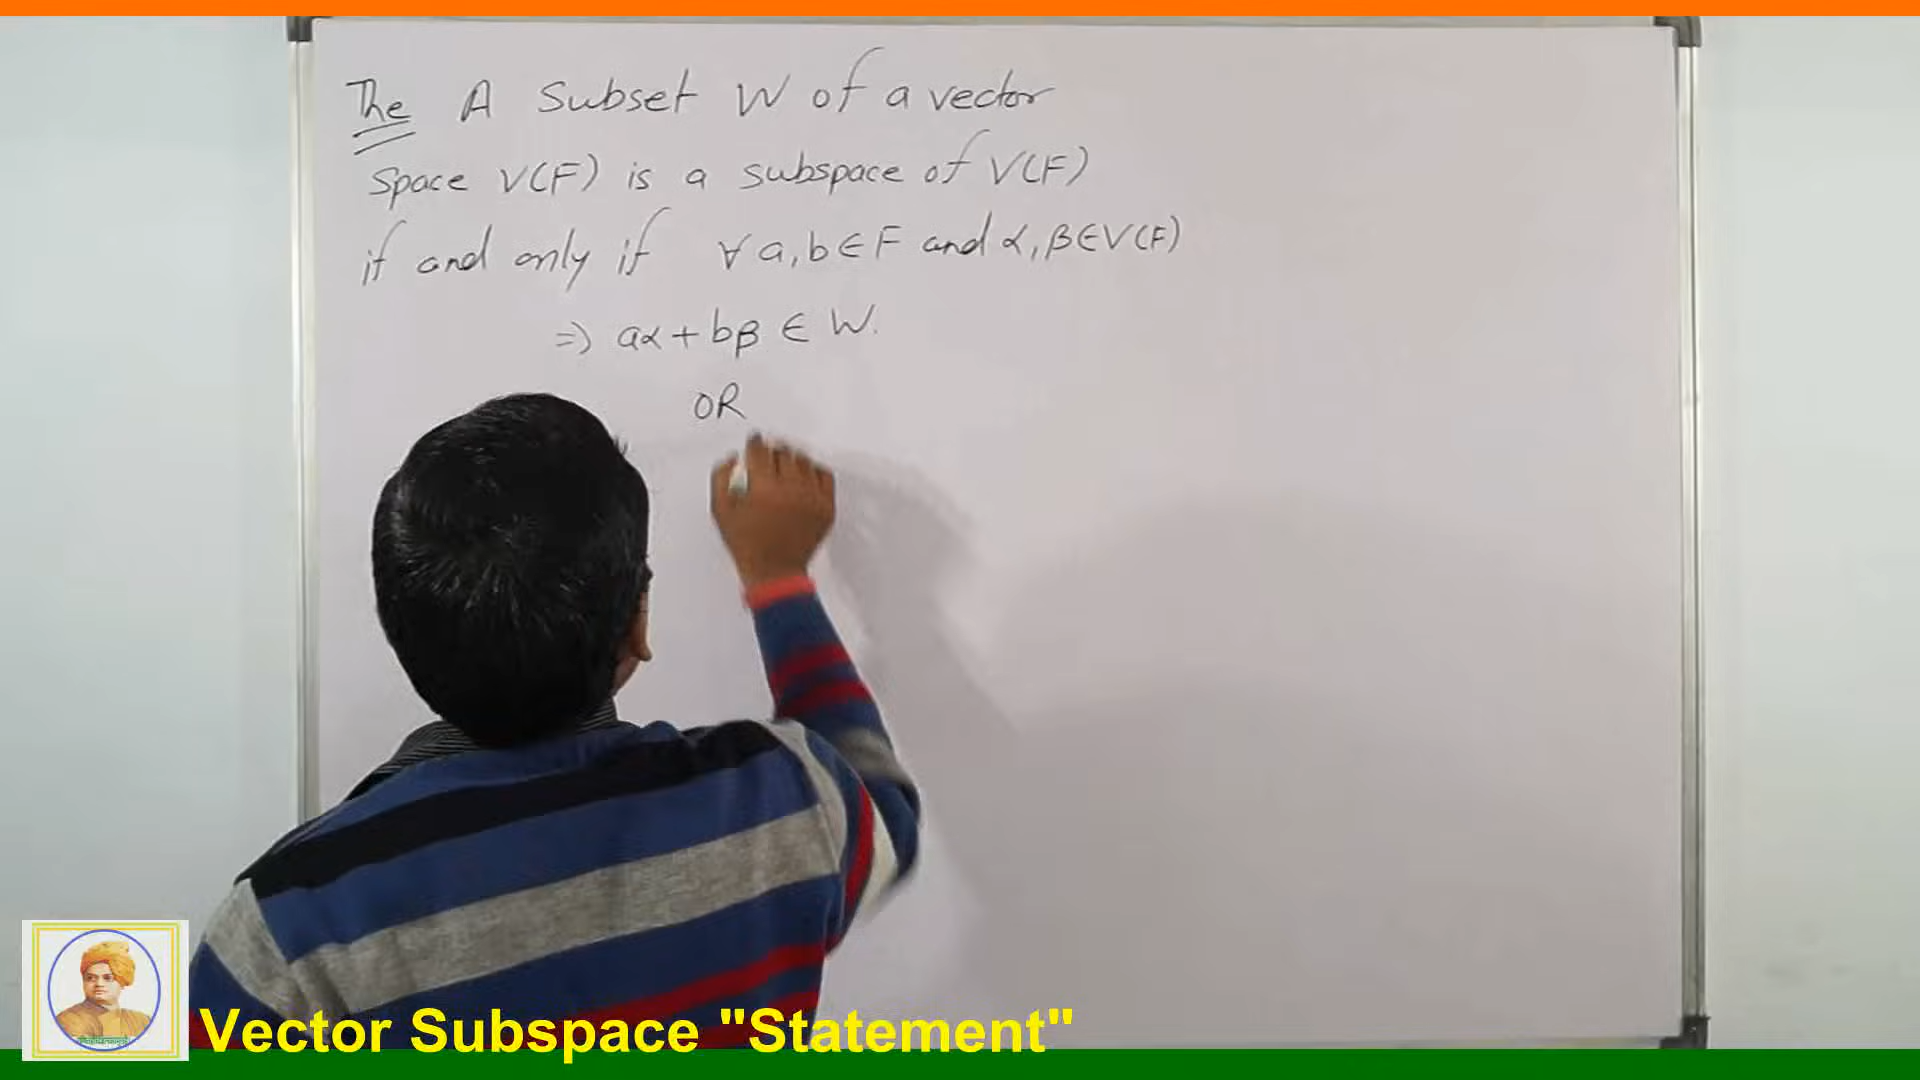 The A subset W of a vector
space V(F) is a subspace of V(F)
if and only if ∀ a, b ∈ F and α, β ∈ V(F)
⇒ aα + bβ ∈ W.
OR
Vector Subspace "Statement"